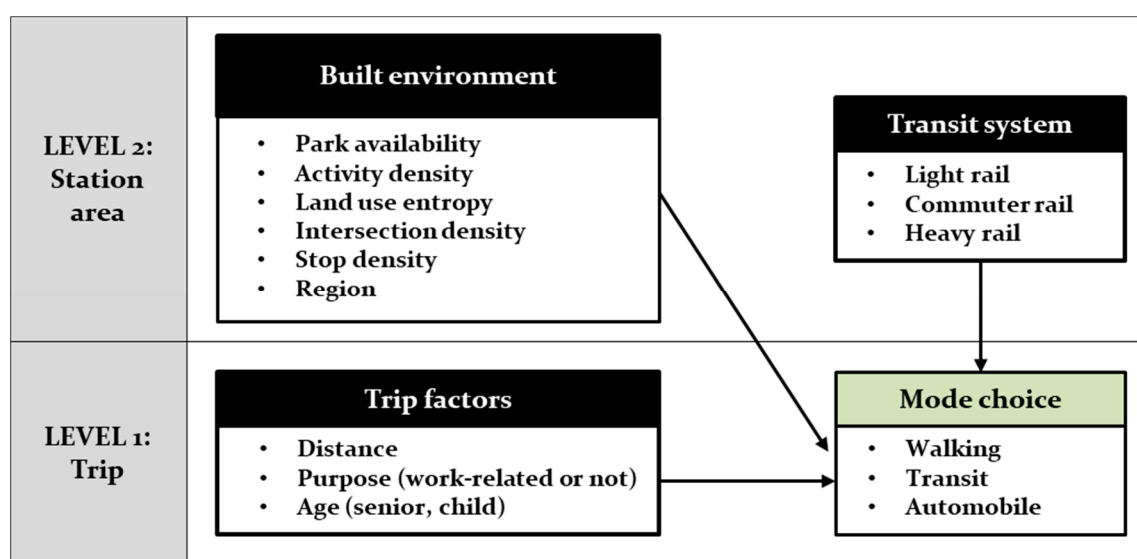 LEVEL 2:
Station
area
Built environment
• Park availability
• Activity density
• Land use entropy
• Intersection density
• Stop density
• Region
Transit system
• Light rail
• Commuter rail
• Heavy rail
LEVEL 1:
Trip
Trip factors
• Distance
• Purpose (work-related or not)
• Age (senior, child)
Mode choice
• Walking
• Transit
• Automobile